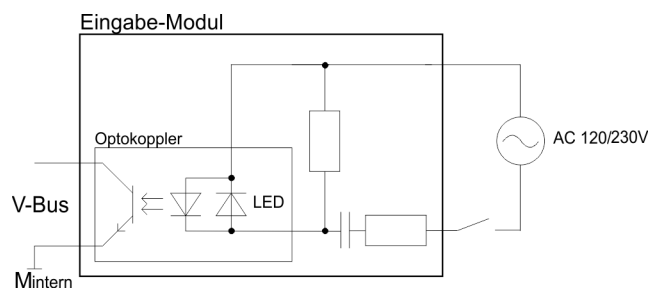 Eingabe-Modul
Optokoppler
AC 120/230V
LED
V-Bus
Mintern